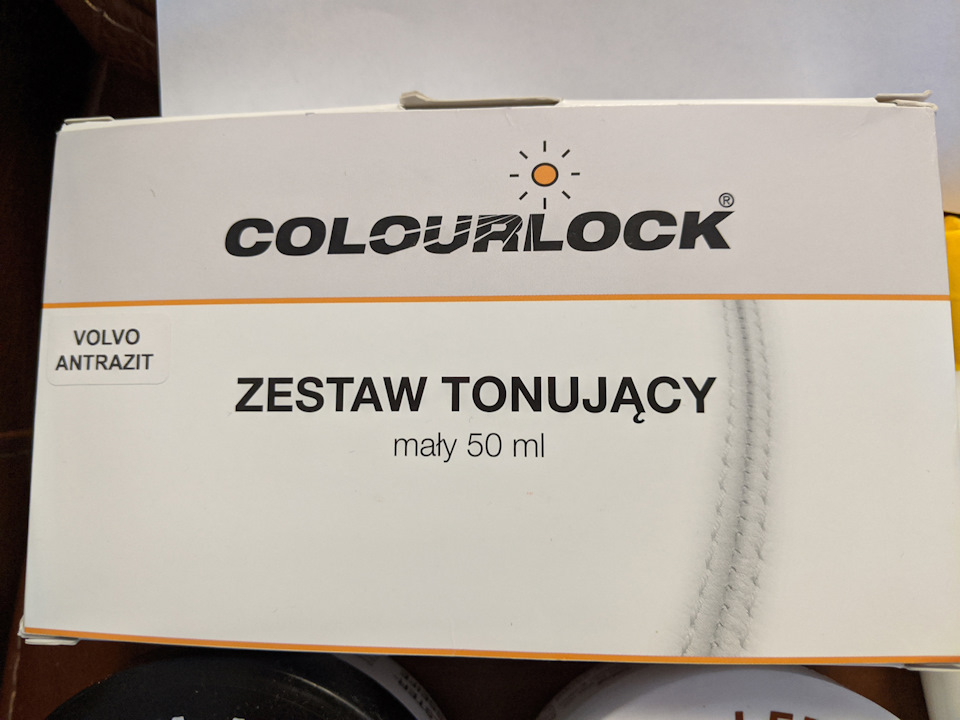 COLOURLOCK®
VOLVO
ANTRAZIT
ZESTAW TONUJĄCY
mały 50 ml